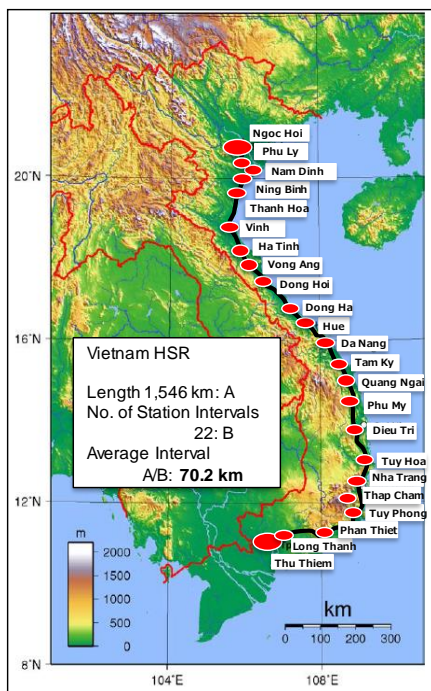 Ngoc Hoi
Phu Ly
20°N
Nam Dinh
Ning Binh
Thanh Hoa
Vinh
Ha Tinh
Vong Ang
Dong Hoi
Dong Ha
Hue
16°N
Da Nang
Tam Ky
Quang Ngai
Phu My
Dieu Tri
Tuy Hoa
Nha Trang
Thap Cham
Tuy Phong
Phan Thiet
Long Thanh
Thu Thiem
Vietnam HSR
Length 1,546 km: A
No. of Station Intervals
22: B
Average Interval
A/B: 70.2 km
12°N
m
2000
1500
1000
500
0
km
0 100 200 300
8°N
104°E
108°E